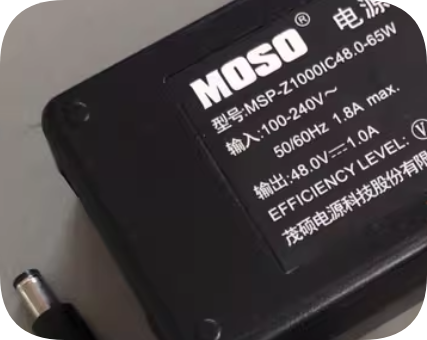 MOSO® 电源
型号:MSP-Z1000IC48.0-65W
输入:100-240V～
50/60Hz 1.8A max.
输出:48.0V⎓1.0A
EFFICIENCY LEVEL: Ⓥ
茂硕电源科技股份有限